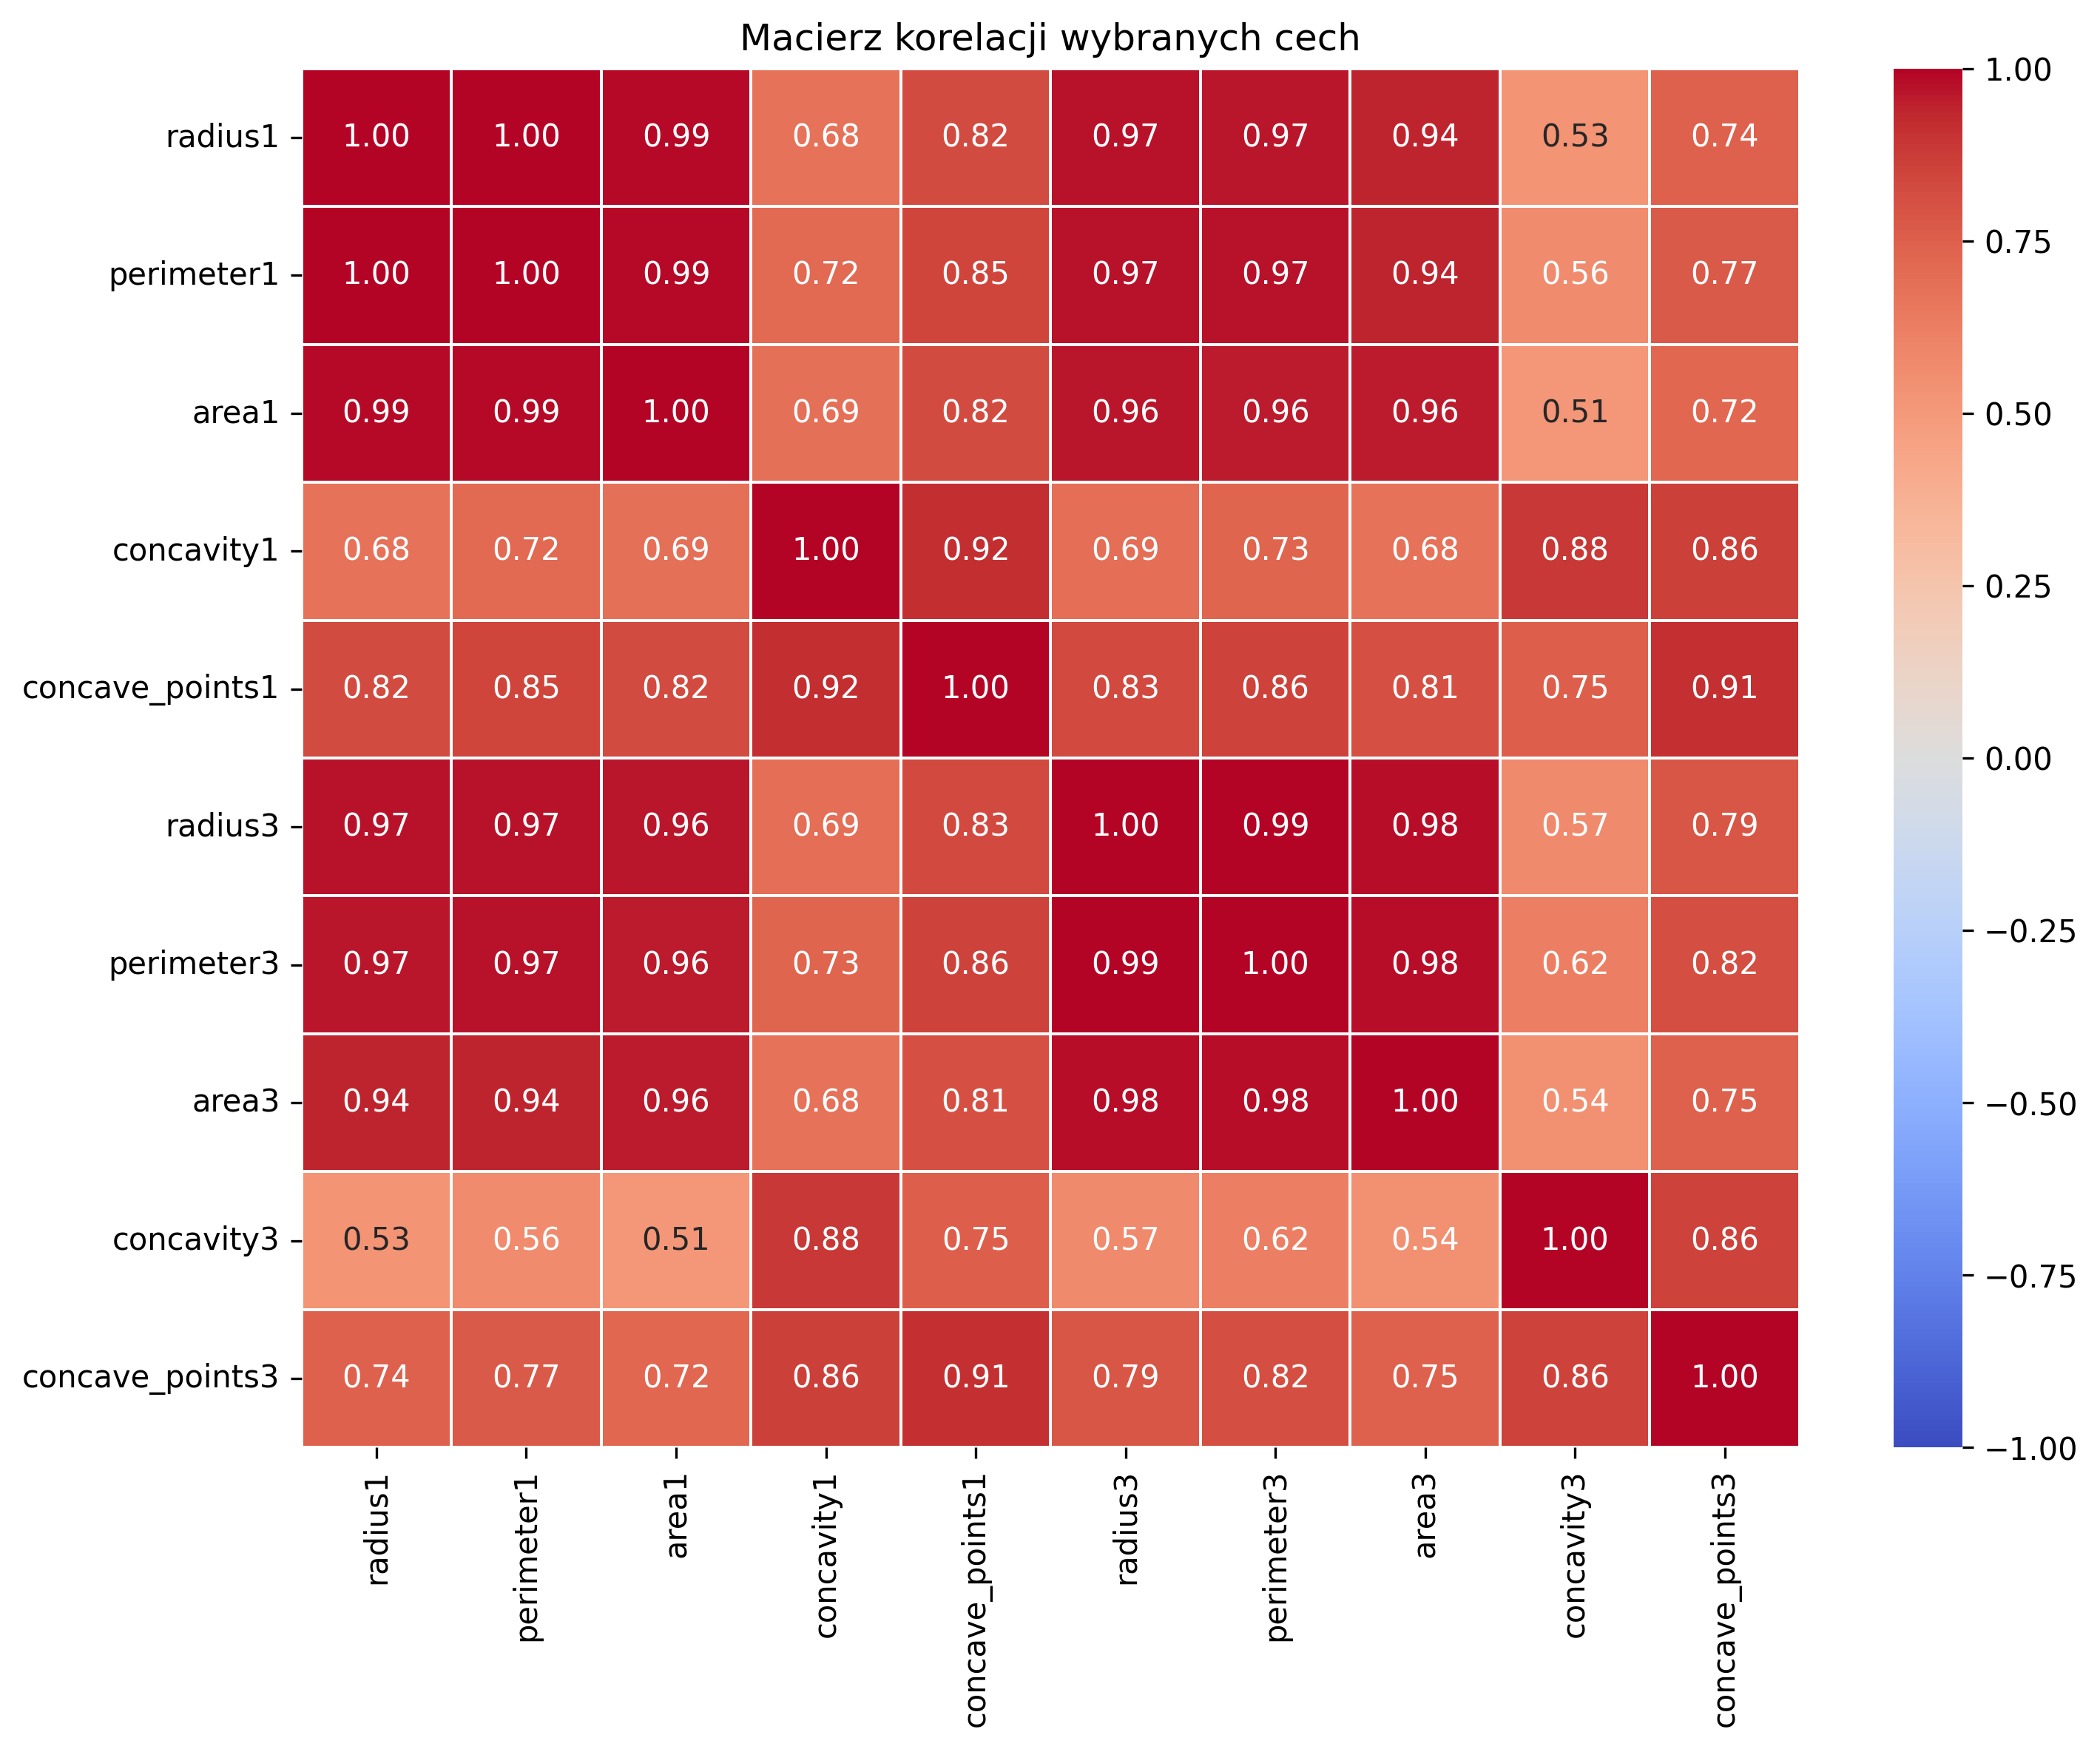 Macierz korelacji wybranych cech
radius1 1.00 1.00 0.99 0.68 0.82 0.97 0.97 0.94 0.53 0.74
perimeter1 1.00 1.00 0.99 0.72 0.85 0.97 0.97 0.94 0.56 0.77
area1 0.99 0.99 1.00 0.69 0.82 0.96 0.96 0.96 0.51 0.72
concavity1 0.68 0.72 0.69 1.00 0.92 0.69 0.73 0.68 0.88 0.86
concave_points1 0.82 0.85 0.82 0.92 1.00 0.83 0.86 0.81 0.75 0.91
radius3 0.97 0.97 0.96 0.69 0.83 1.00 0.99 0.98 0.57 0.79
perimeter3 0.97 0.97 0.96 0.73 0.86 0.99 1.00 0.98 0.62 0.82
area3 0.94 0.94 0.96 0.68 0.81 0.98 0.98 1.00 0.54 0.75
concavity3 0.53 0.56 0.51 0.88 0.75 0.57 0.62 0.54 1.00 0.86
concave_points3 0.74 0.77 0.72 0.86 0.91 0.79 0.82 0.75 0.86 1.00
radius1
perimeter1
area1
concavity1
concave_points1
radius3
perimeter3
area3
concavity3
concave_points3
1.00
0.75
0.50
0.25
0.00
−0.25
−0.50
−0.75
−1.00